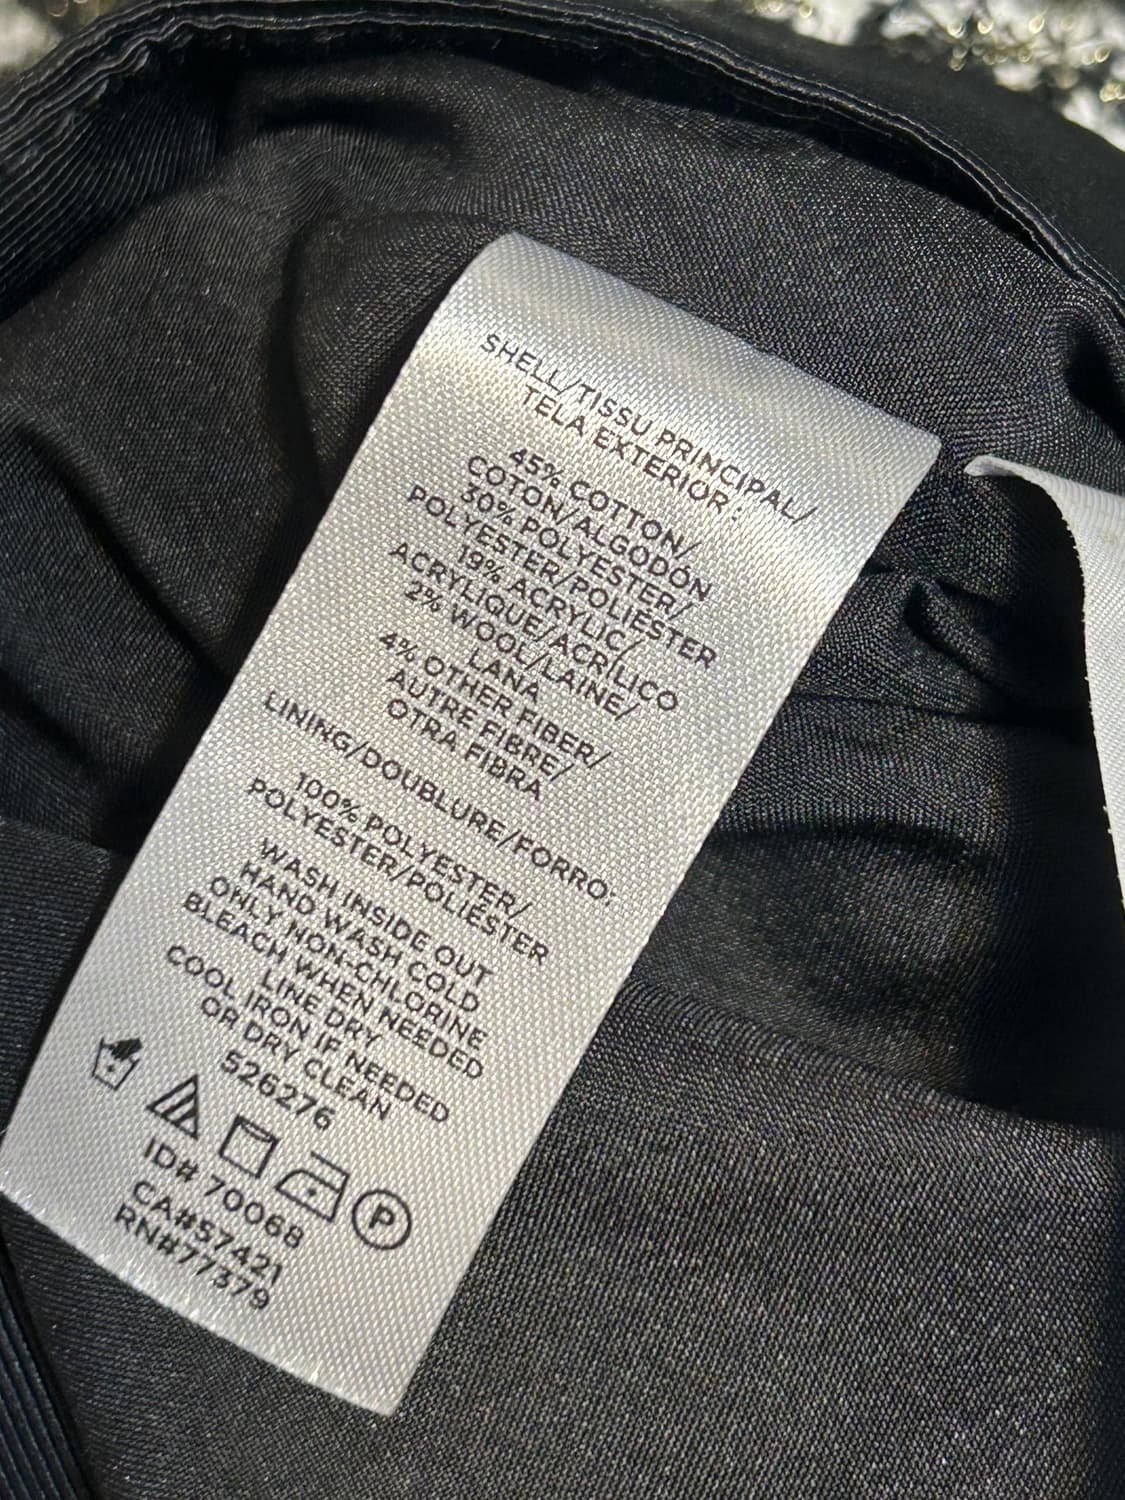 SHELL/TISSU PRINCIPAL/
TELA EXTERIOR:
45% COTTON/
COTON/ALGODÓN
30% POLYESTER/
POLYESTER/POLIÉSTER
19% ACRYLIC/
ACRYLIQUE/ACRÍLICO
2% WOOL/LAINE/
LANA
4% OTHER FIBER/
AUTRE FIBRE/
OTRA FIBRA
LINING/DOUBLURE/FORRO:
100% POLYESTER/
POLYESTER/POLIÉSTER
WASH INSIDE OUT
HAND WASH COLD
ONLY NON-CHLORINE
BLEACH WHEN NEEDED
LINE DRY
COOL IRON IF NEEDED
OR DRY CLEAN
526276
P
ID# 70068
CA#57421
RN#77379